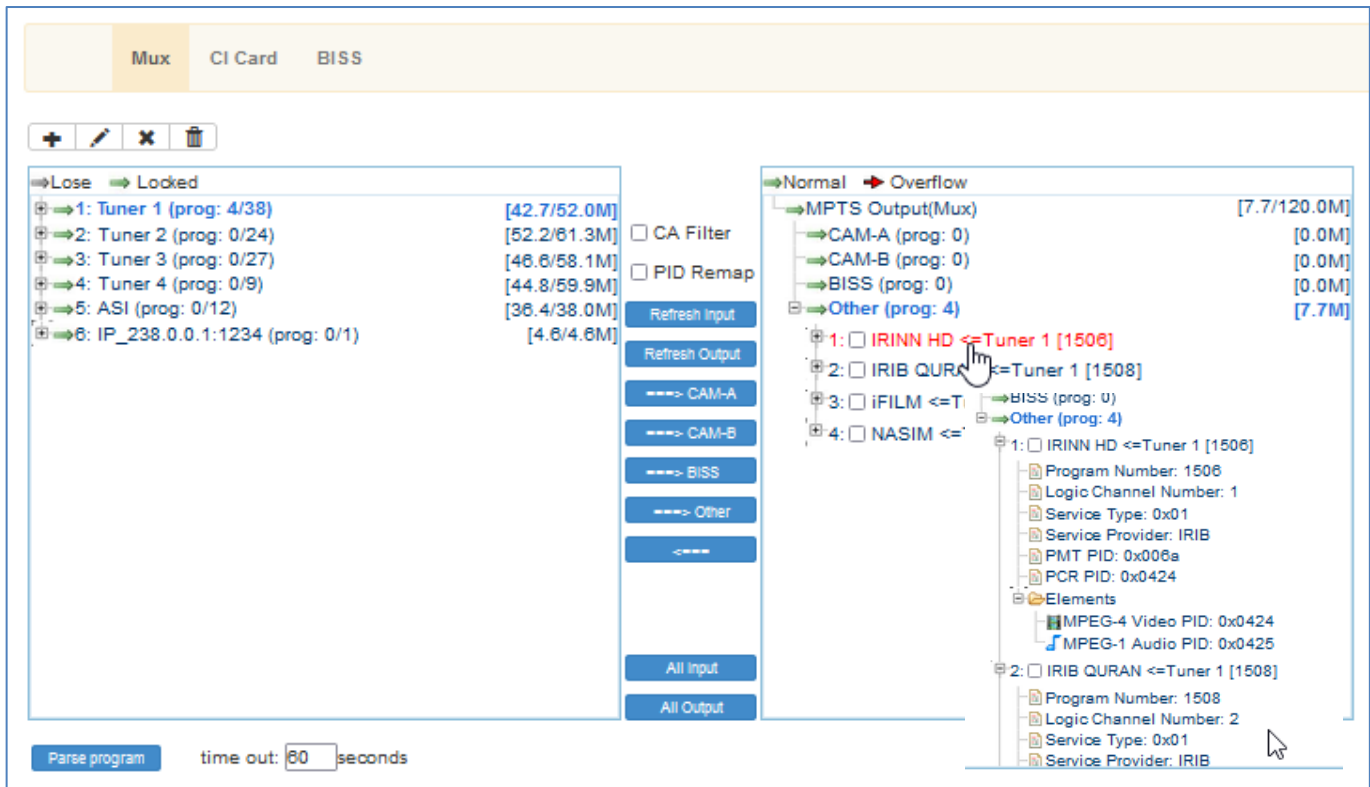 Mux CI Card BISS
Lose Locked
1: Tuner 1 (prog: 4/38) [42.7/52.0M]
2: Tuner 2 (prog: 0/24) [52.2/61.3M]
3: Tuner 3 (prog: 0/27) [46.6/58.1M]
4: Tuner 4 (prog: 0/9) [44.8/59.9M]
5: ASI (prog: 0/12) [36.4/38.0M]
6: IP_238.0.0.1:1234 (prog: 0/1) [4.6/4.6M]
CA Filter
PID Remap
Refresh Input
Refresh Output
===> CAM-A
===> CAM-B
===> BISS
===> Other
<===
All Input
All Output
Normal Overflow
MPTS Output(Mux) [7.7/120.0M]
CAM-A (prog: 0) [0.0M]
CAM-B (prog: 0) [0.0M]
BISS (prog: 0) [0.0M]
Other (prog: 4) [7.7M]
1: IRINN HD <=Tuner 1 [1506]
2: IRIB QURAN <=Tuner 1 [1508]
3: iFILM <=
4: NASIM <=
BISS (prog: 0)
Other (prog: 4)
1: IRINN HD <=Tuner 1 [1506]
Program Number: 1506
Logic Channel Number: 1
Service Type: 0x01
Service Provider: IRIB
PMT PID: 0x006a
PCR PID: 0x0424
Elements
MPEG-4 Video PID: 0x0424
MPEG-1 Audio PID: 0x0425
2: IRIB QURAN <=Tuner 1 [1508]
Program Number: 1508
Logic Channel Number: 2
Service Type: 0x01
Service Provider: IRIB
Parse program time out: 60 seconds